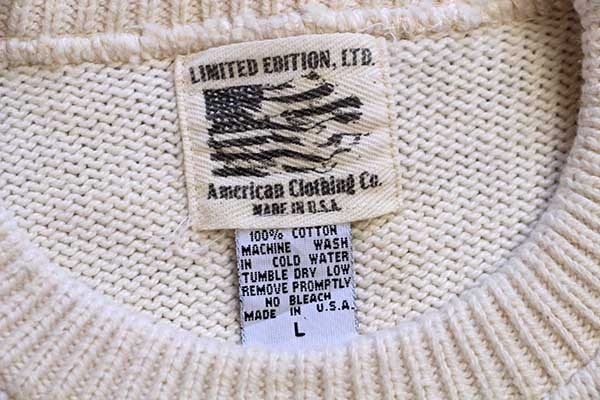 LIMITED EDITION, LTD.
American Clothing Co.
MADE IN U.S.A.
100% COTTON
MACHINE WASH
IN COLD WATER
TUMBLE DRY LOW
REMOVE PROMPTLY
NO BLEACH
MADE IN U.S.A.
L